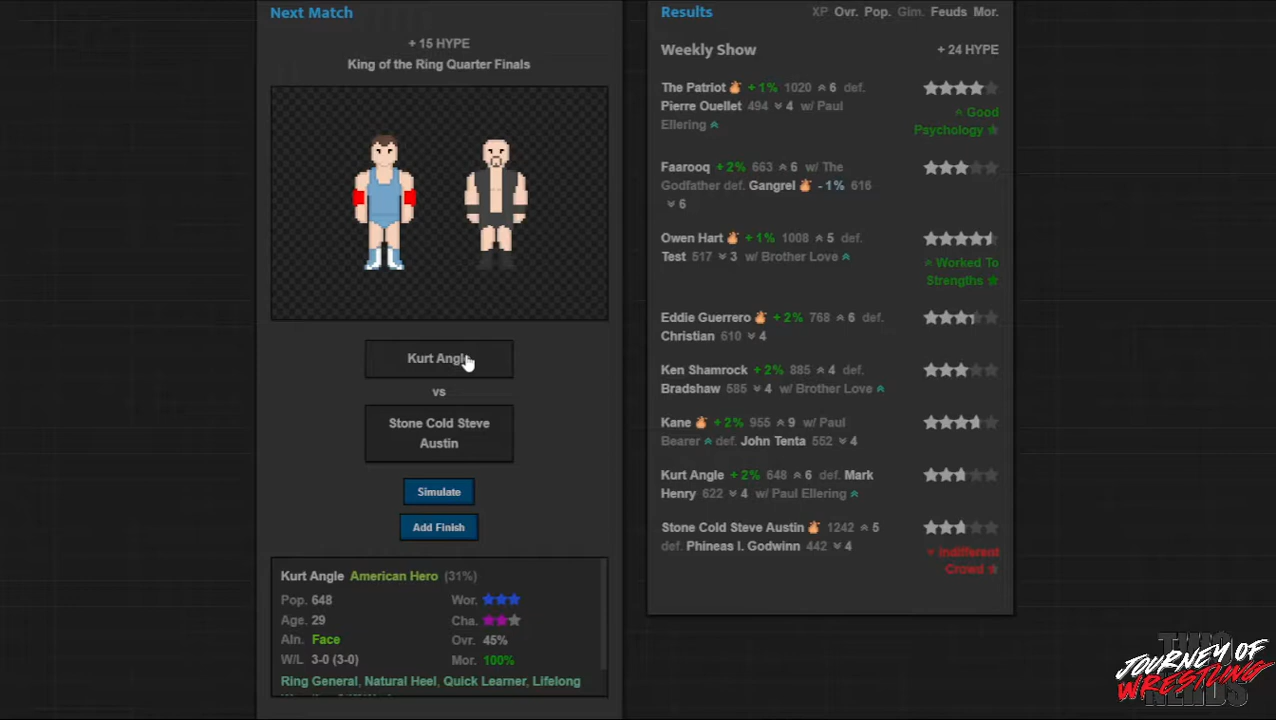 Next Match
+ 15 HYPE
King of the Ring Quarter Finals
Kurt Angle
vs
Stone Cold Steve
Austin
Simulate
Add Finish
Kurt Angle American Hero (31%)
Pop. 648 Wor.
Age. 29 Cha.
Aln. Face Ovr. 45%
W/L 3-0 (3-0) Mor. 100%
Ring General, Natural Heel, Quick Learner, Lifelong
Results XP Ovr. Pop. Gim. Feuds Mor.
Weekly Show + 24 HYPE
The Patriot + 1% 1020 6 def.
Pierre Ouellet 494 4 w/ Paul
Ellering
Good
Psychology
Faarooq + 2% 663 6 w/ The
Godfather def. Gangrel - 1% 616
6
Owen Hart + 1% 1008 5 def.
Test 517 3 w/ Brother Love
Worked To
Strengths
Eddie Guerrero + 2% 768 6 def.
Christian 610 4
Ken Shamrock + 2% 885 4 def.
Bradshaw 585 4 w/ Brother Love
Kane + 2% 955 9 w/ Paul
Bearer def. John Tenta 552 4
Kurt Angle + 2% 648 6 def. Mark
Henry 622 4 w/ Paul Ellering
Stone Cold Steve Austin 1242 5
def. Phineas I. Godwinn 442 4
Indifferent
Crowd
JOURNEY OF
WRESTLING